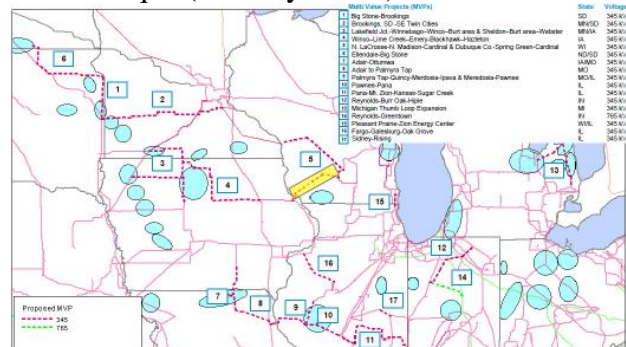 Multi Value Projects (MVPs) State Voltage
1 Big Stone-Brookings SD 345 kV
2 Brookings, SD -SE Twin Cities MN/SD 345 kV
3 Lakefield Jct.-Winnebago-Winco-Burt area & Sheldon-Burt area-Webster MN/IA 345 kV
4 Winco-Lime Creek-Emery-Blackhawk-Hazleton IA 345 kV
5 N. LaCrosse-N. Madison-Cardinal & Dubuque Co-Spring Green-Cardinal WI 345 kV
6 Ellendale-Big Stone ND/SD 345 kV
7 Adair-Ottumwa IA/MO 345 kV
8 Adair to Palmyra Tap MO 345 kV
9 Palmyra Tap-Quincy-Merdosia-Ipava & Meredosia-Pawnee MO/IL 345 kV
10 Pawnee-Pana IL 345 kV
11 Pana-Mt. Zion-Kansas-Sugar Creek IL 345 kV
12 Reynolds-Burr Oak-Hiple IN 345 kV
13 Michigan Thumb Loop Expansion MI 345 kV
14 Reynolds-Greentown IN 765 kV
15 Pleasant Prairie-Zion Energy Center WI/IL 345 kV
16 Fargo-Galesburg-Oak Grove IL 345 kV
17 Sidney-Rising IL 345 kV
6
1
2
3
4
5
13
15
12
14
16
7
8
9
10
17
11
Proposed MVP
345
765